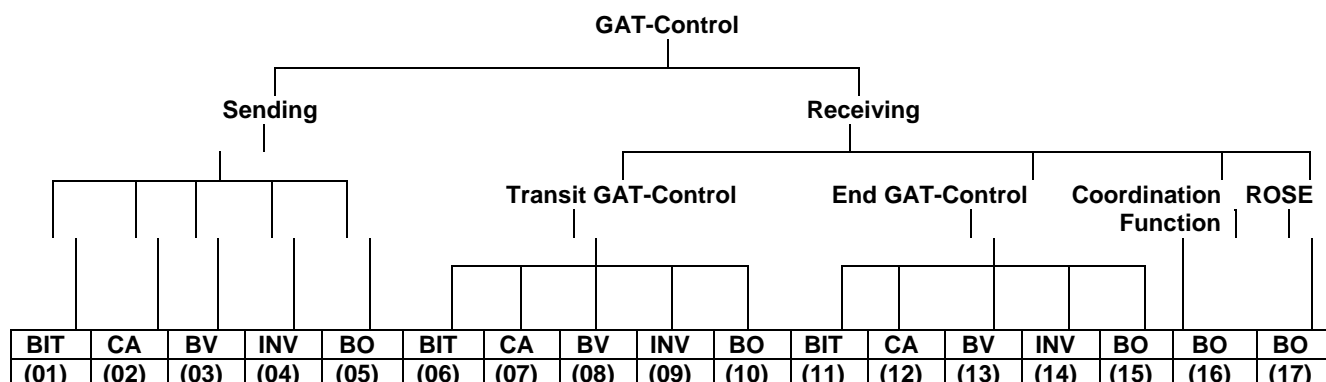 GAT-Control
Sending Receiving
Transit GAT-Control End GAT-Control Coordination ROSE
Function
BIT CA BV INV BO BIT CA BV INV BO BIT CA BV INV BO BO BO
(01) (02) (03) (04) (05) (06) (07) (08) (09) (10) (11) (12) (13) (14) (15) (16) (17)